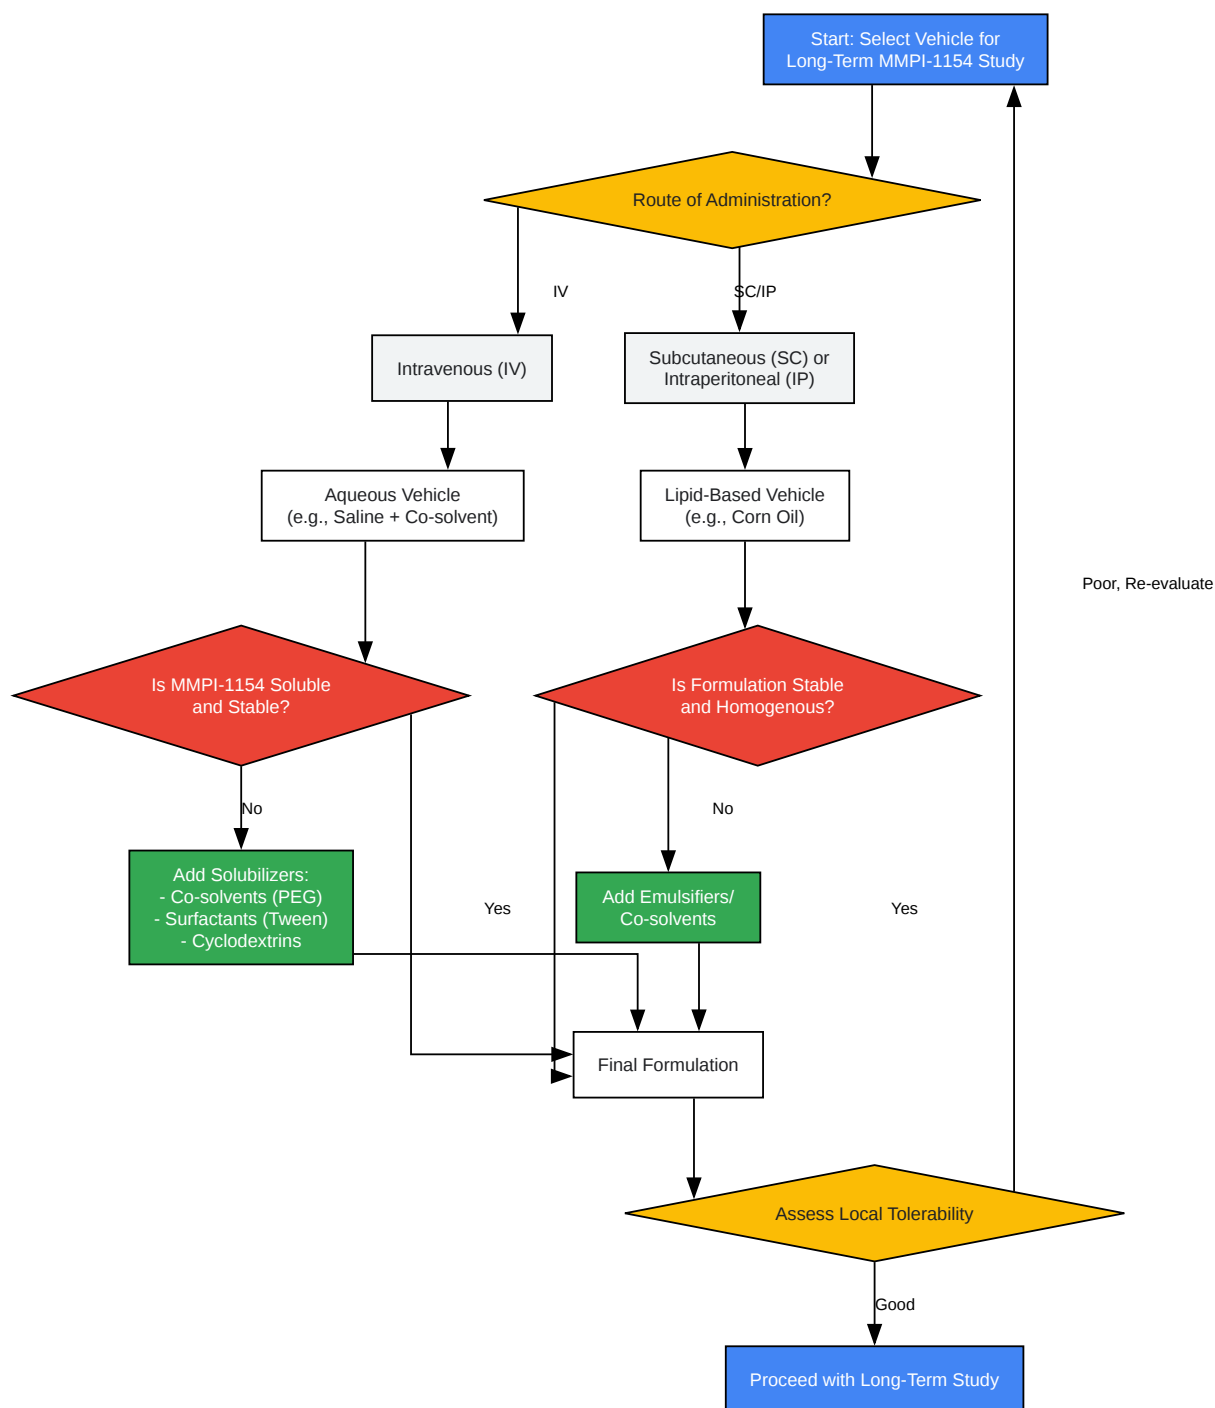 Start: Select Vehicle for
Long-Term MMPI-1154 Study
Route of Administration?
IV
SC/IP
Intravenous (IV)
Subcutaneous (SC) or
Intraperitoneal (IP)
Aqueous Vehicle
(e.g., Saline + Co-solvent)
Lipid-Based Vehicle
(e.g., Corn Oil)
Poor, Re-evaluate
Is MMPI-1154 Soluble
and Stable?
Is Formulation Stable
and Homogenous?
No
No
Add Solubilizers:
- Co-solvents (PEG)
- Surfactants (Tween)
- Cyclodextrins
Yes
Add Emulsifiers/
Co-solvents
Yes
Final Formulation
Assess Local Tolerability
Good
Proceed with Long-Term Study